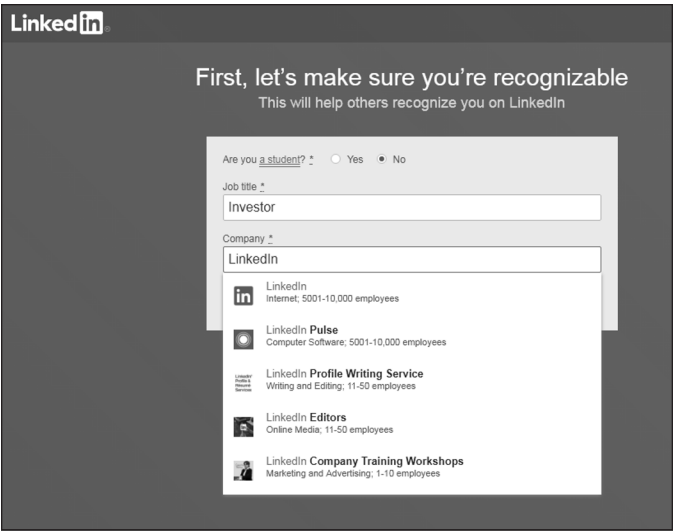 Linked in
First, let's make sure you're recognizable
This will help others recognize you on LinkedIn
Are you a student? * Yes No
Job title *
Investor
Company *
LinkedIn
in
LinkedIn
Internet; 5001-10,000 employees
LinkedIn Pulse
Computer Software; 5001-10,000 employees
LinkedIn Profile Writing Service
Writing and Editing; 11-50 employees
LinkedIn Editors
Online Media; 11-50 employees
LinkedIn Company Training Workshops
Marketing and Advertising; 1-10 employees